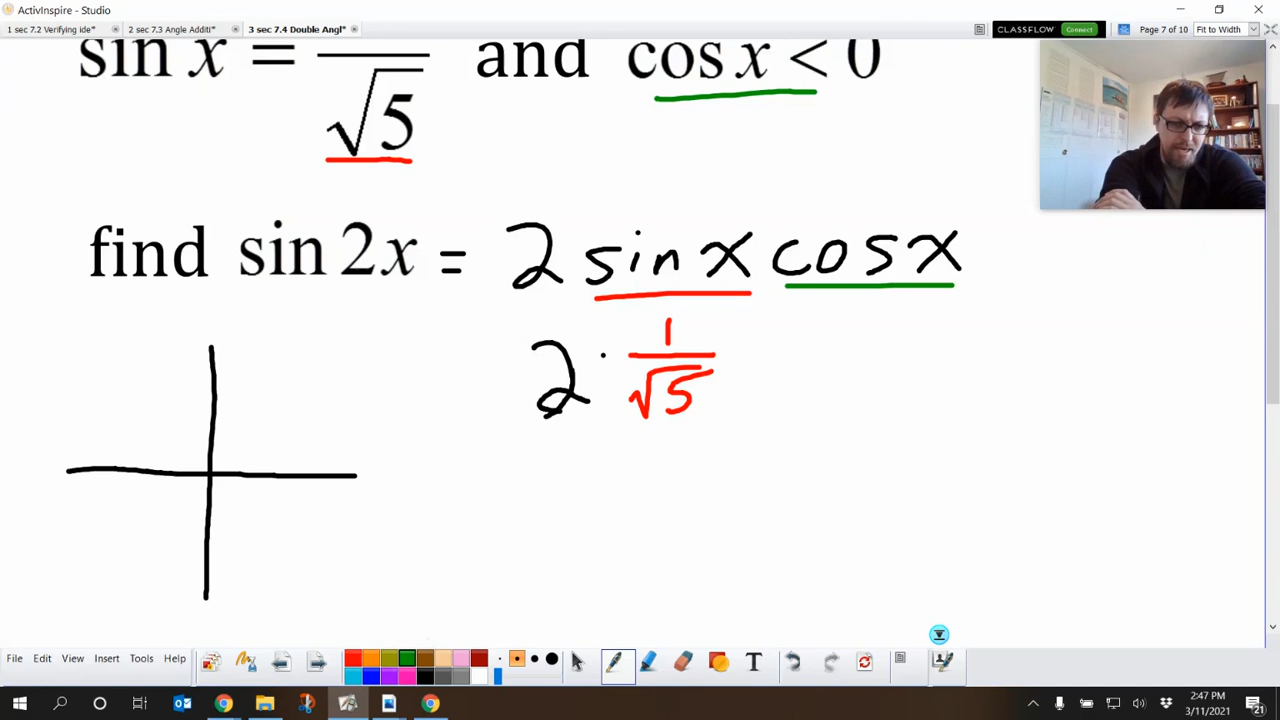 ActivInspire - Studio
1 sec 7.2 Verifying ide* 2 sec 7,3 Angle Additi* 3 sec 7.4 Double Angl* CLASSFLOW Connect Page 7 of 10 Fit to Width
sin x = / √5 and cos x < 0
find sin 2x = 2 sin x cos x
2 · 1/√5
File Edit View Insert Tools Help
2:47 PM
3/11/2021
21